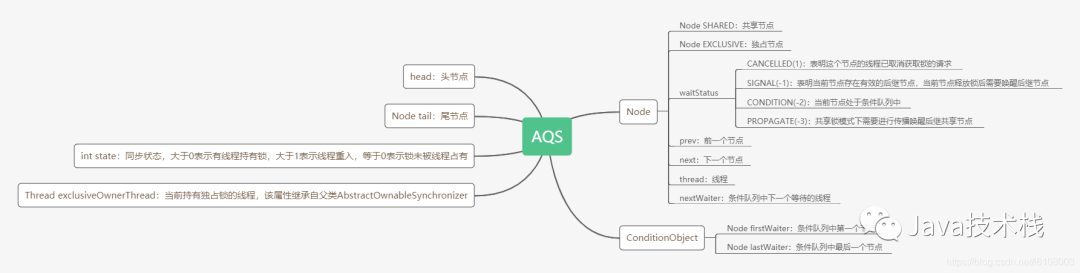 AQS
head：头节点
Node tail：尾节点
int state：同步状态，大于0表示有线程持有锁，大于1表示线程重入，等于0表示锁未被线程占有
Thread exclusiveOwnerThread：当前持有独占锁的线程，该属性继承自父类AbstractOwnableSynchronizer
Node
Node SHARED：共享节点
Node EXCLUSIVE：独占节点
waitStatus
CANCELLED(1)：表明这个节点的线程已取消获取锁的请求
SIGNAL(-1)：表明当前节点存在有效的后继节点，当前节点释放锁后需要唤醒后继节点
CONDITION(-2)：当前节点处于条件队列中
PROPAGATE(-3)：共享锁模式下需要进行传播唤醒后继共享节点
prev：前一个节点
next：下一个节点
thread：线程
nextWaiter：条件队列中下一个等待的线程
ConditionObject
Node firstWaiter：条件队列中第一个
Node lastWaiter：条件队列中最后一个节点
Java技术栈